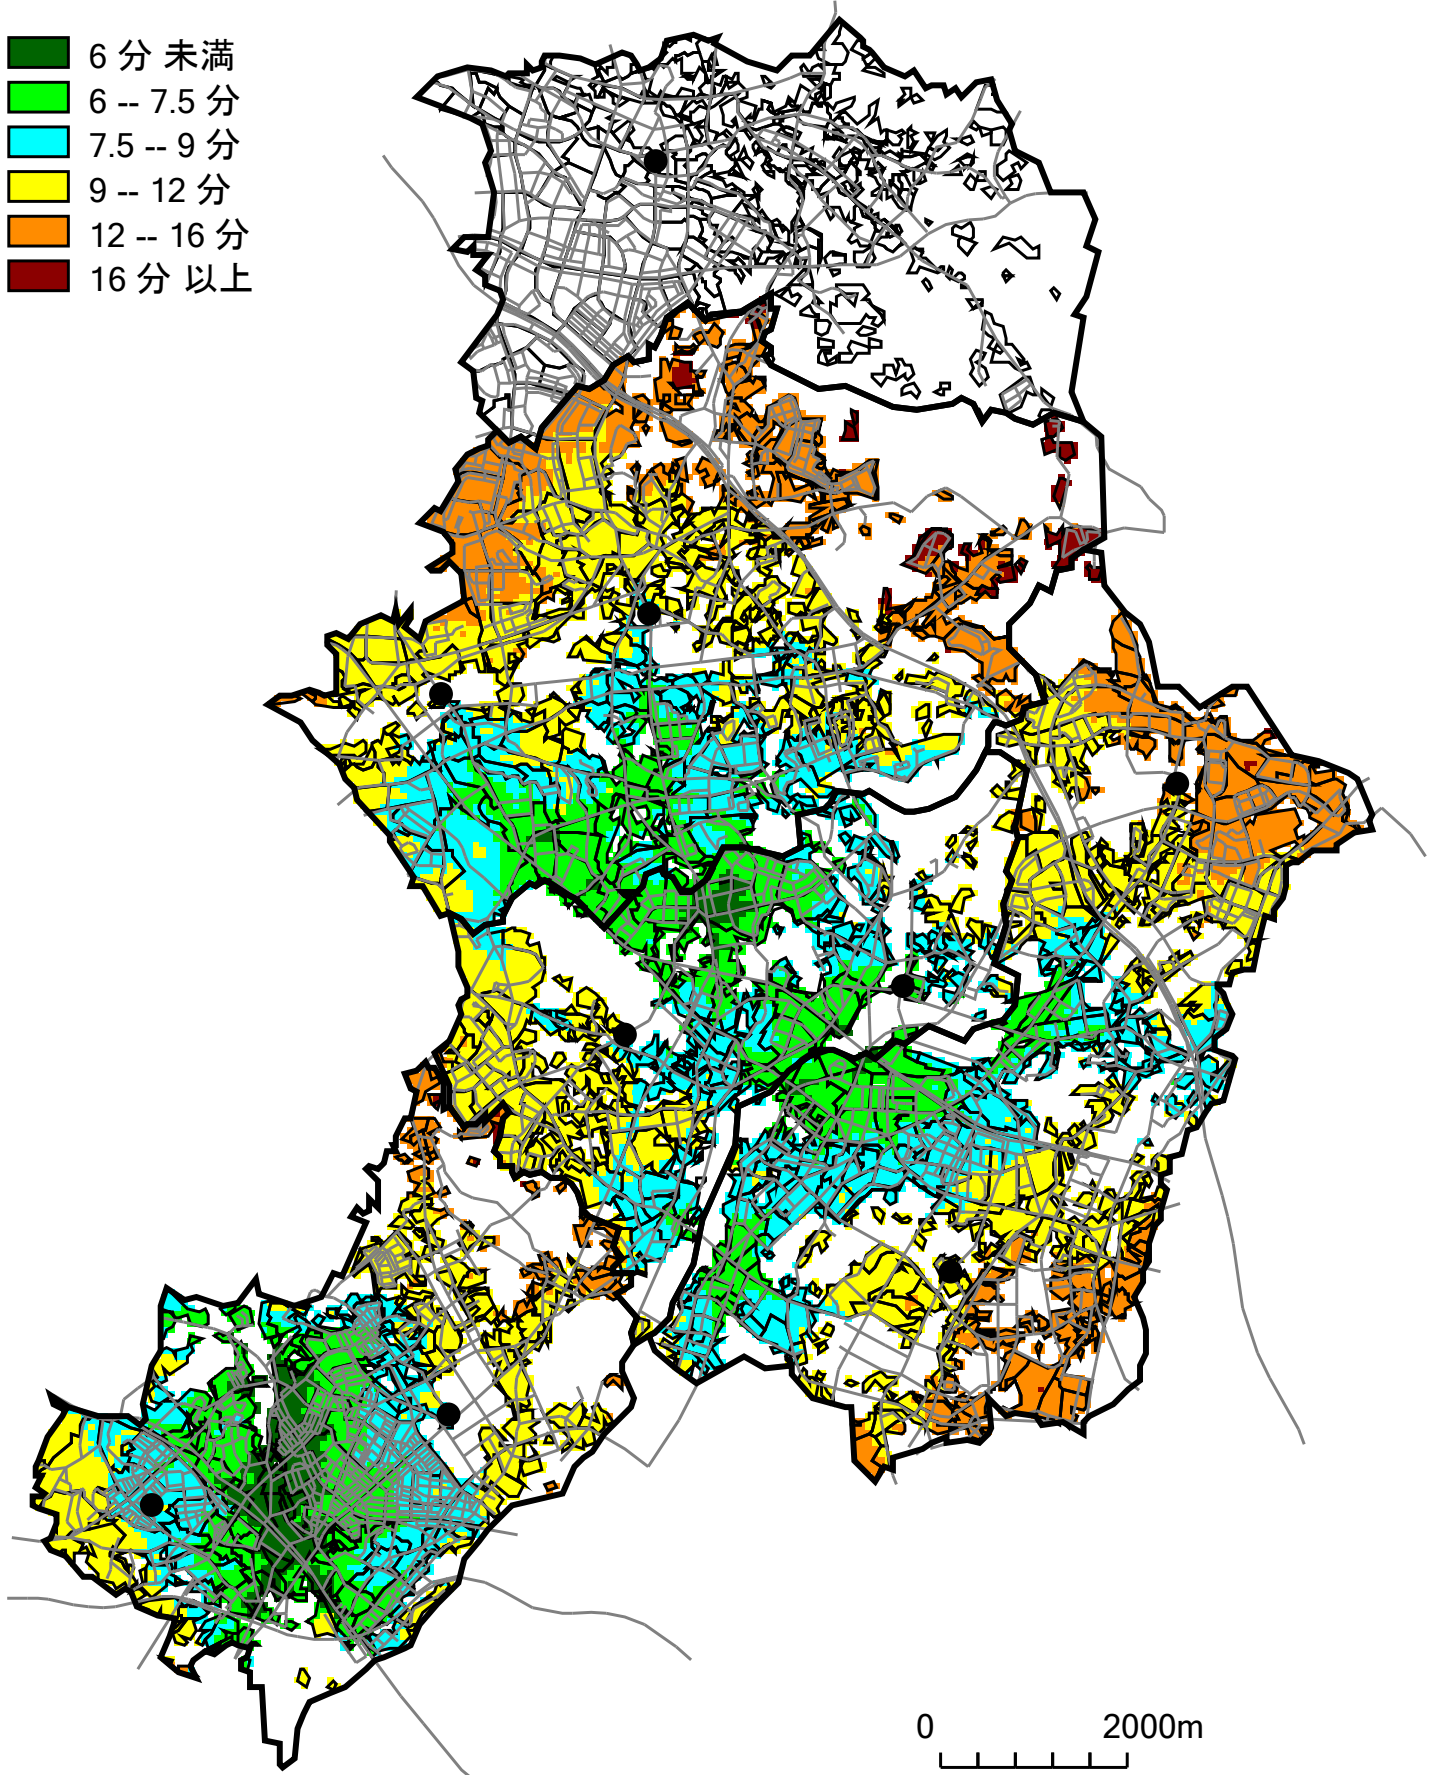 6 分 未満
6 -- 7.5 分
7.5 -- 9 分
9 -- 12 分
12 -- 16 分
16 分 以上
0 2000m